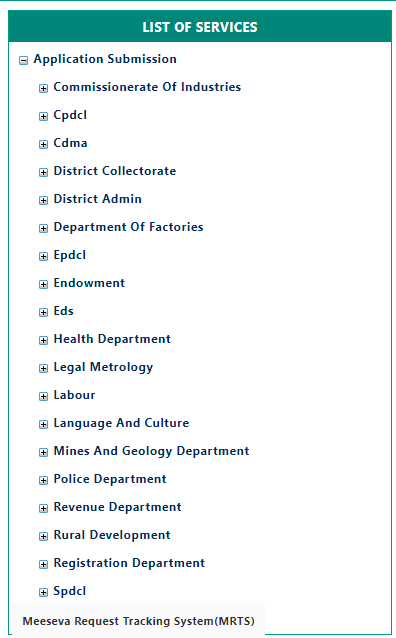 LIST OF SERVICES
Application Submission
Commissionerate Of Industries
Cpdcl
Cdma
District Collectorate
District Admin
Department Of Factories
Epdcl
Endowment
Eds
Health Department
Legal Metrology
Labour
Language And Culture
Mines And Geology Department
Police Department
Revenue Department
Rural Development
Registration Department
Spdcl
Meeseva Request Tracking System(MRTS)